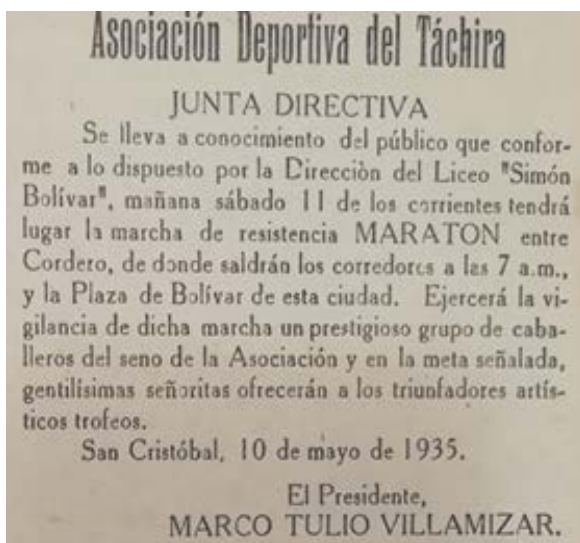 Asociación Deportiva del Táchira
JUNTA DIRECTIVA
Se lleva a conocimiento del público que confor-
me a lo dispuesto por la Direcciòn del Liceo "Simón
Bolívar", mañana sábado 11 de los corrientes tendrá
lugar la marcha de resistencia MARATON entre
Cordero, de donde saldrán los corredores a las 7 a.m.,
y la Plaza de Bolívar de esta ciudad. Ejercerá la vi-
gilancia de dicha marcha un prestigioso grupo de caba-
lleros del seno de la Asociación y en la meta señalada,
gentilísimas señoritas ofrecerán a los triunfadores artís-
ticos trofeos.
San Cristóbal, 10 de mayo de 1935.
El Presidente,
MARCO TULIO VILLAMIZAR.